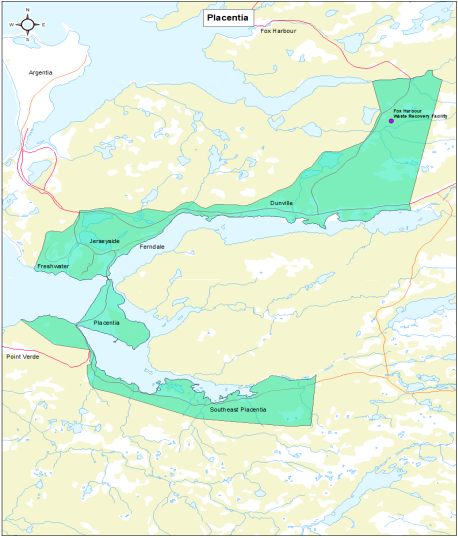 Placentia
N
W E
S
Fox Harbour
Argentia
Fox Harbour
Waste Recovery Facility
Dunville
Jerseyside
Ferndale
Freshwater
Placentia
Point Verde
Southeast Placentia